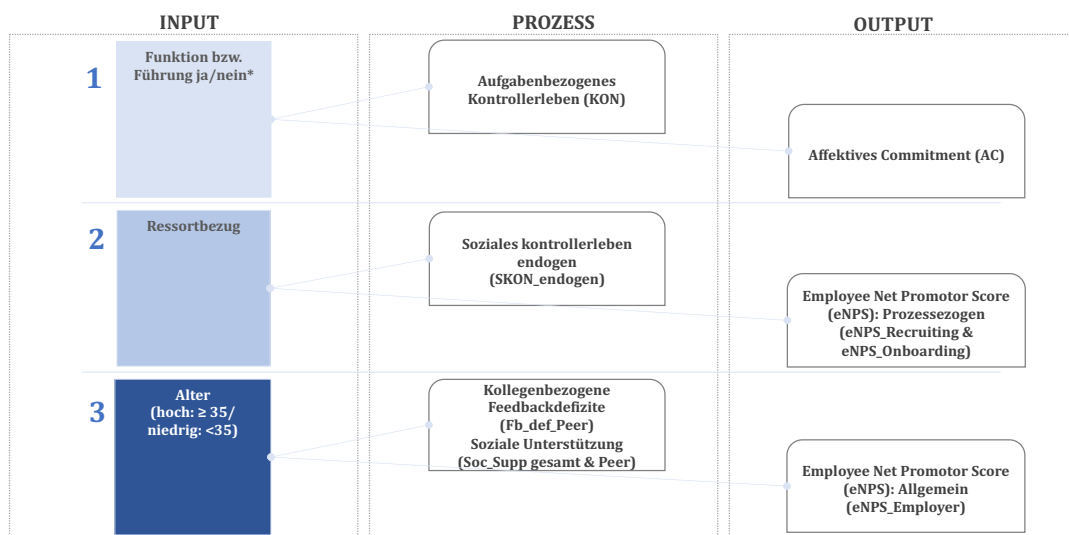 INPUT
PROZESS
OUTPUT
1
Funktion bzw.
Führung ja/nein*
Aufgabenbezogenes
Kontrollerleben (KON)
Affektives Commitment (AC)
2
Ressortbezug
Soziales kontrollerleben
endogen
(SKON_endogen)
Employee Net Promotor Score
(eNPS): Prozessezogen
(eNPS_Recruiting &
eNPS_Onboarding)
3
Alter
(hoch: ≥ 35/
niedrig: <35)
Kollegenbezogene
Feedbackdefizite
(Fb_def_Peer)
Soziale Unterstützung
(Soc_Supp gesamt & Peer)
Employee Net Promotor Score
(eNPS): Allgemein
(eNPS_Employer)